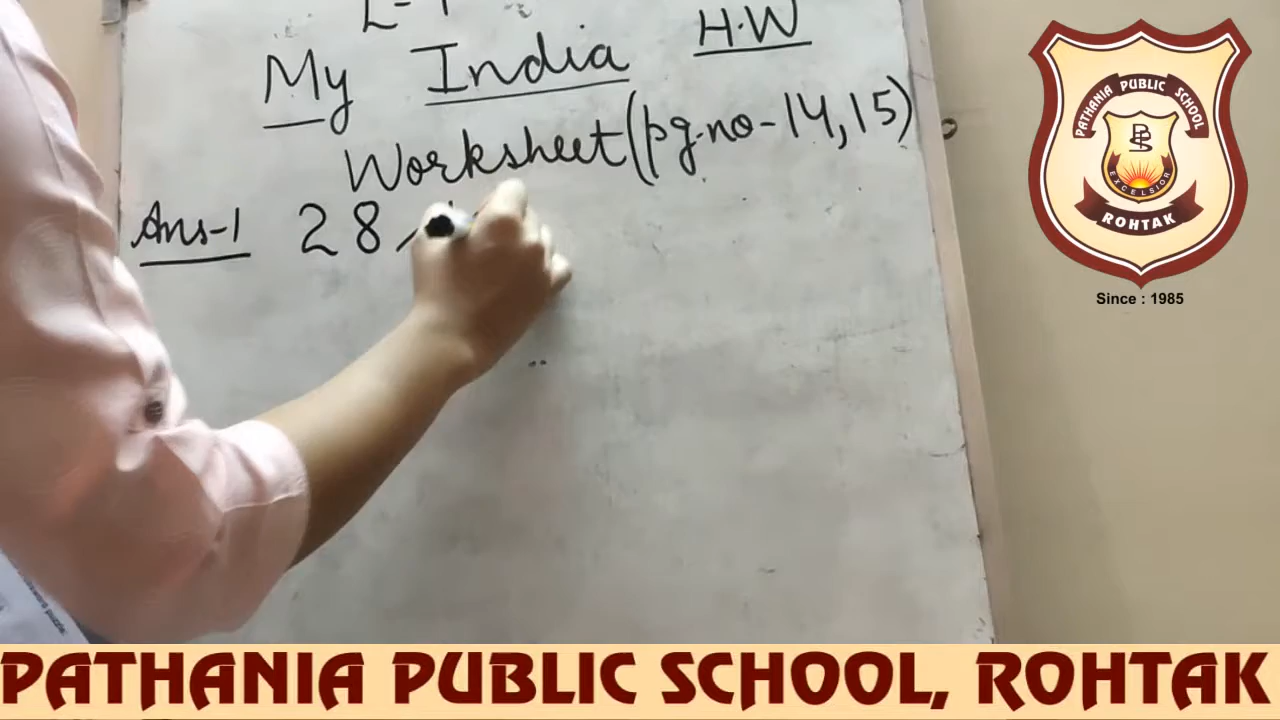 My India H.W
Worksheet (pg.no-14,15)
Ans-1 28
PATHANIA PUBLIC SCHOOL
EXCELSIOR
ROHTAK
Since : 1985
PATHANIA PUBLIC SCHOOL, ROHTAK